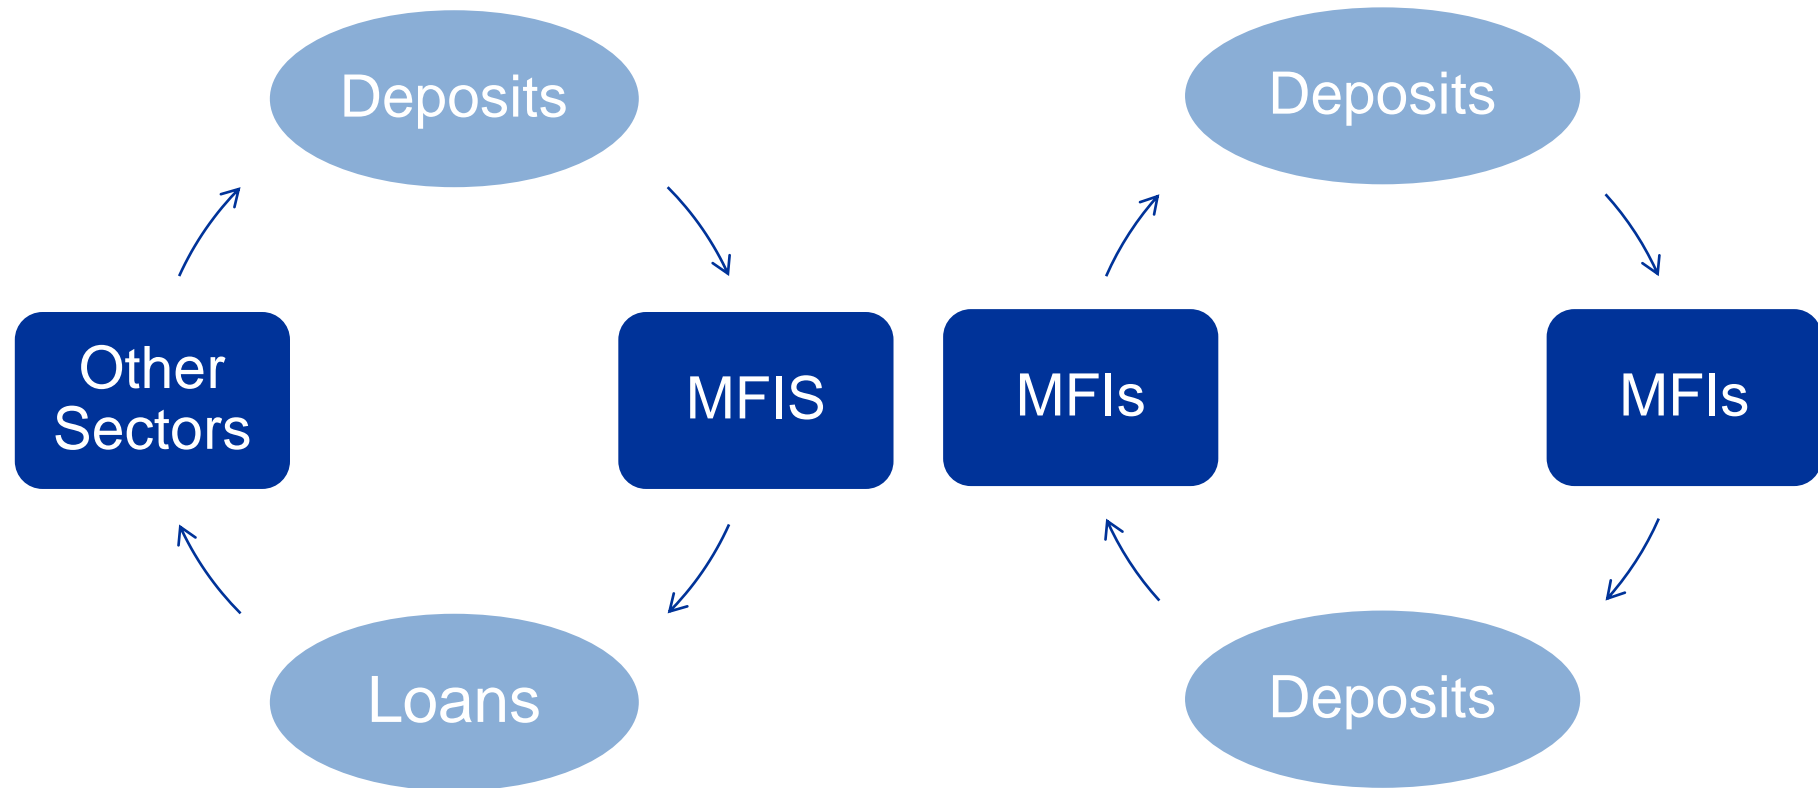 Deposits
Other
Sectors
MFIS
Loans
Deposits
MFIs
MFIs
Deposits